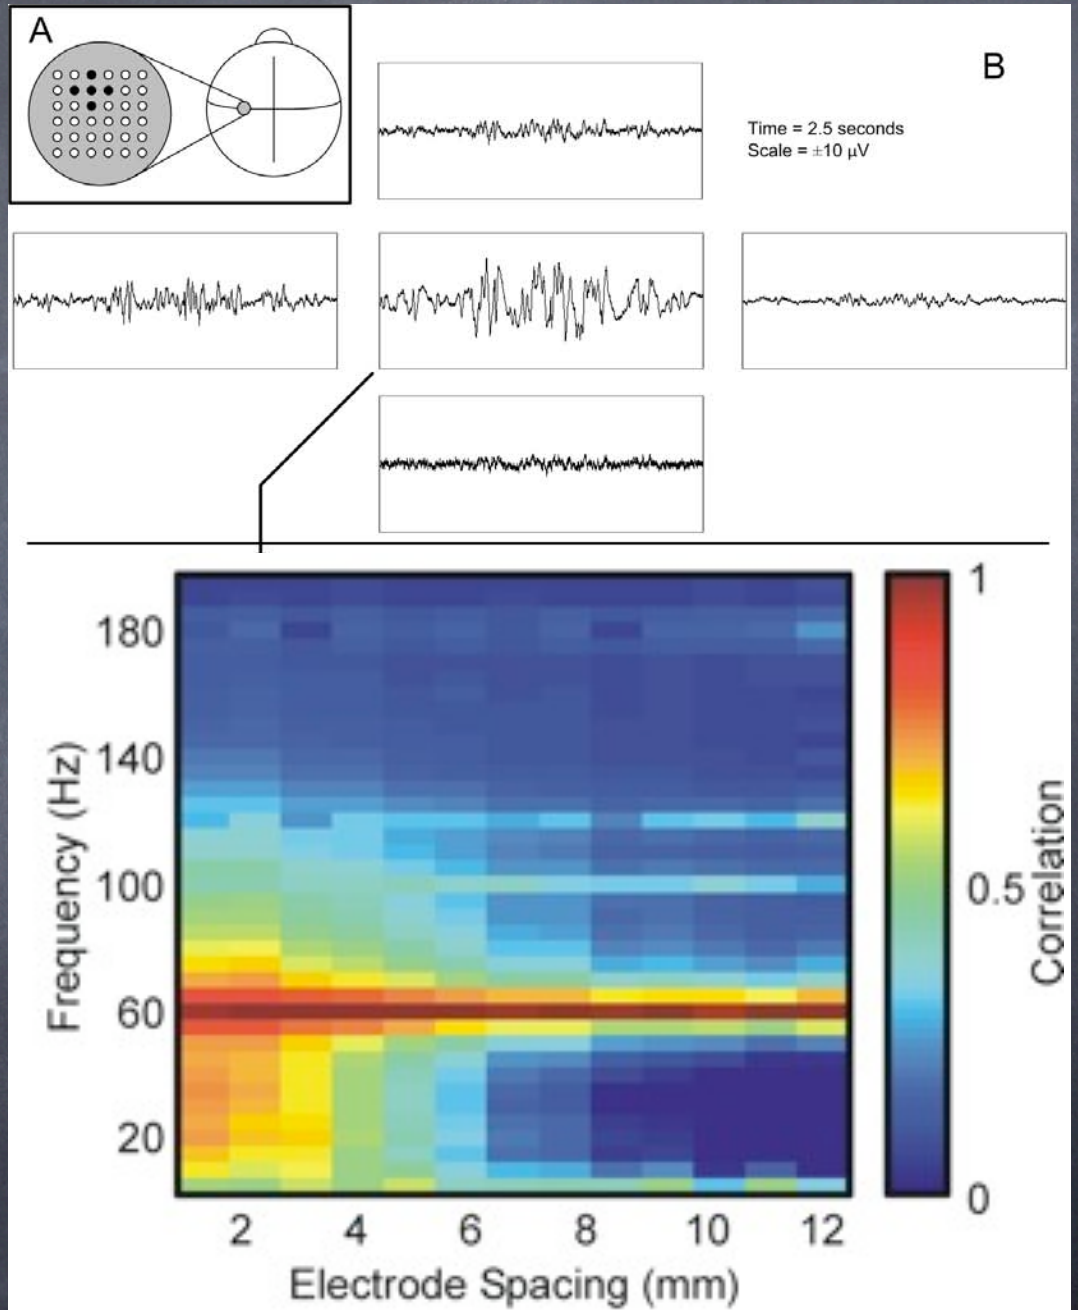 A
B
Time = 2.5 seconds
Scale = ±10 µV
Frequency (Hz)
180
140
100
60
20
2 4 6 8 10 12
Electrode Spacing (mm)
1
0.5
0
Correlation